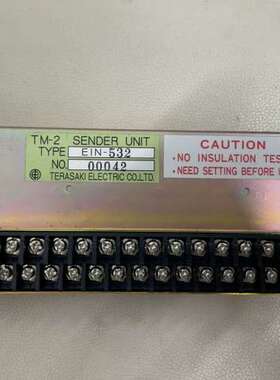 TM-2 SENDER UNIT
TYPE EIN-532
NO. 00042
TERASAKI ELECTRIC CO.,LTD.
CAUTION
•NO INSULATION TES
•NEED SETTING BEFORE